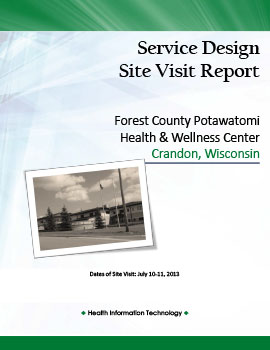 Service Design
Site Visit Report
Forest County Potawatomi
Health & Wellness Center
Crandon, Wisconsin
Dates of Site Visit: July 10-11, 2013
◆ Health Information Technology ◆